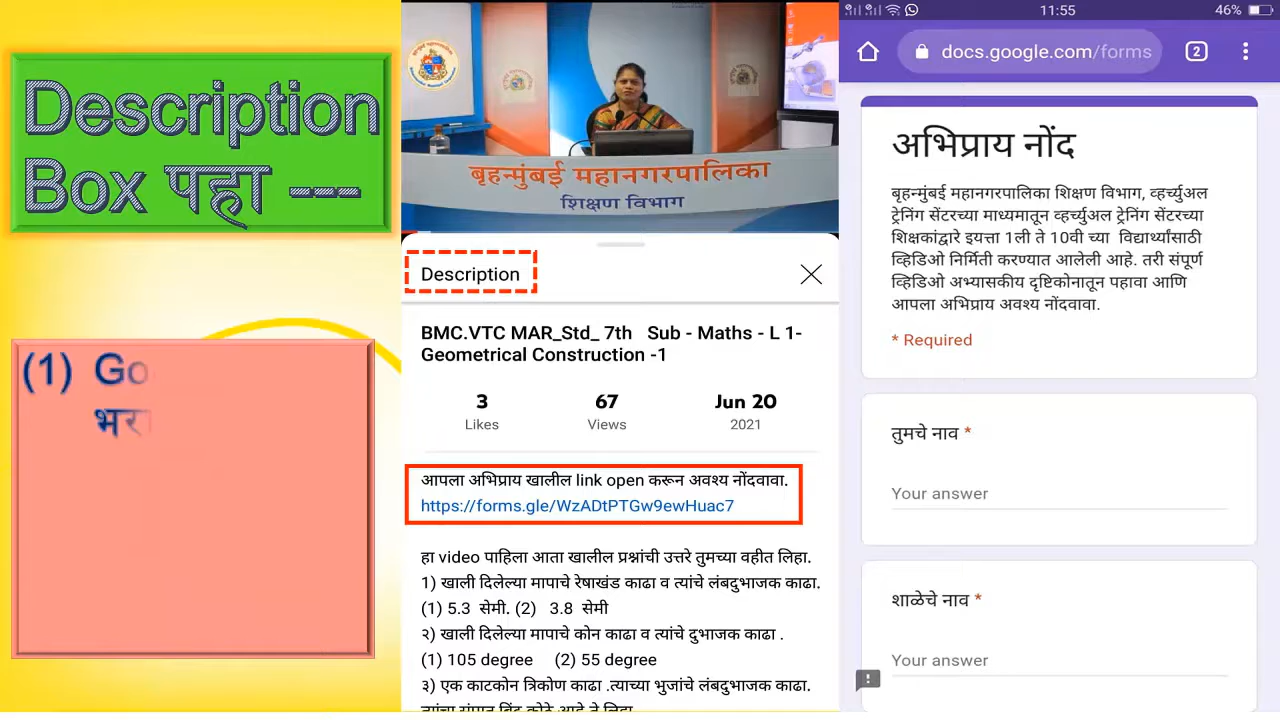 Description
Box पहा ---
(1) Go
भरा
बृहन्मुंबई महानगरपालिका
शिक्षण विभाग
Description
BMC.VTC MAR_Std_ 7th Sub - Maths - L 1-
Geometrical Construction -1
3
Likes
67
Views
Jun 20
2021
आपला अभिप्राय खालील link open करून अवश्य नोंदवावा.
https://forms.gle/WzADtPTGw9ewHuac7
हा video पाहिला आता खालील प्रश्नांची उत्तरे तुमच्या वहीत लिहा.
1) खाली दिलेल्या मापाचे रेषाखंड काढा व त्यांचे लंबदुभाजक काढा.
(1) 5.3 सेमी. (2) 3.8 सेमी
२) खाली दिलेल्या मापाचे कोन काढा व त्यांचे दुभाजक काढा .
(1) 105 degree (2) 55 degree
३) एक काटकोन त्रिकोण काढा .त्याच्या भुजांचे लंबदुभाजक काढा.
त्यांचा संपात बिंदू कोठे आहे ते लिहा
11:55
46%
docs.google.com/forms
2
अभिप्राय नोंद
बृहन्मुंबई महानगरपालिका शिक्षण विभाग, व्हर्च्युअल
ट्रेनिंग सेंटरच्या माध्यमातून व्हर्च्युअल ट्रेनिंग सेंटरच्या
शिक्षकांद्वारे इयत्ता 1ली ते 10वी च्या विद्यार्थ्यांसाठी
व्हिडिओ निर्मिती करण्यात आलेली आहे. तरी संपूर्ण
व्हिडिओ अभ्यासकीय दृष्टिकोनातून पहावा आणि
आपला अभिप्राय अवश्य नोंदवावा.
* Required
तुमचे नाव *
Your answer
शाळेचे नाव *
Your answer